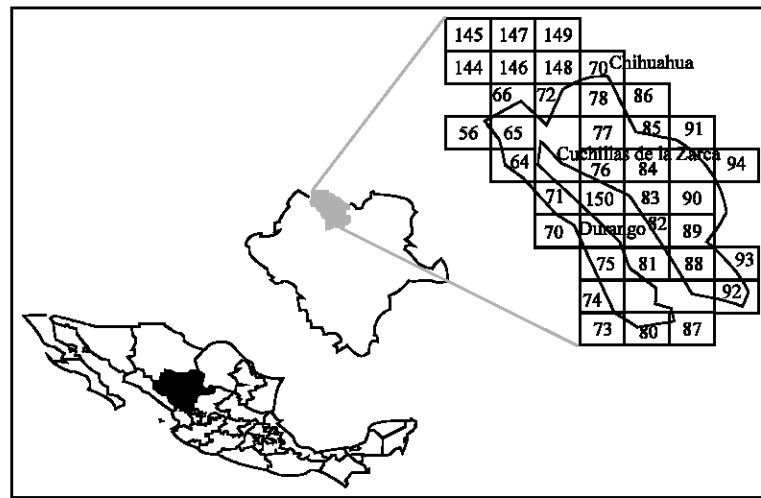 145 147 149
144 146 148 70 Chihuahua
66 72 78 86
56 65 77 85 91
Cuchillas de la Zarca
64 76 84 94
71 150 83 90
70 Durango 82 89
75 81 88 93
74 92
73 80 87